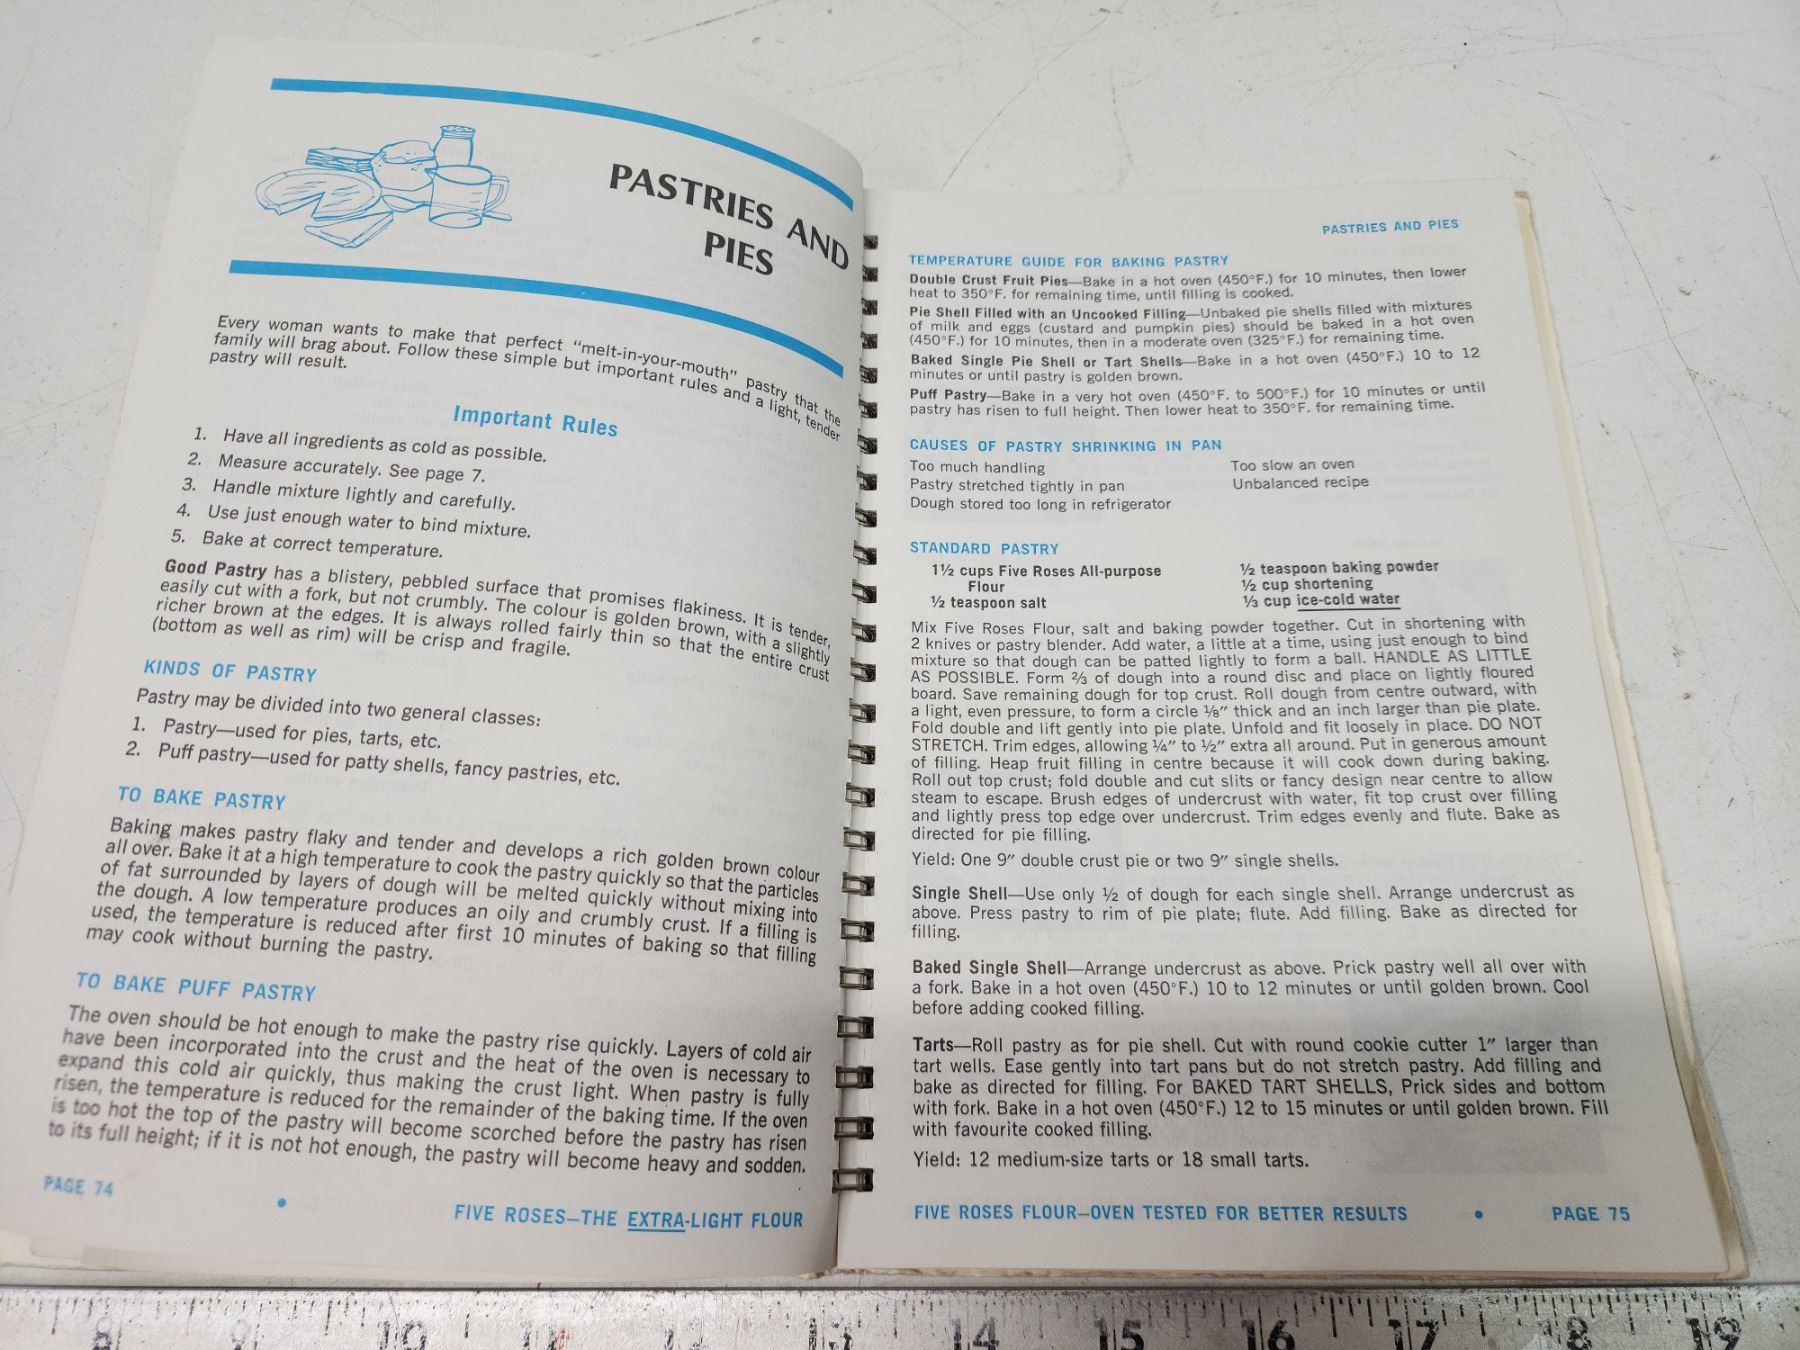 PASTRIES AND
PIES
Every woman wants to make that perfect "melt-in-your-mouth" pastry that the
family will brag about. Follow these simple but important rules and a light, tender
pastry will result.
Important Rules
1. Have all ingredients as cold as possible.
2. Measure accurately. See page 7.
3. Handle mixture lightly and carefully.
4. Use just enough water to bind mixture.
5. Bake at correct temperature.
Good Pastry has a blistery, pebbled surface that promises flakiness. It is tender,
easily cut with a fork, but not crumbly. The colour is golden brown, with a slightly
richer brown at the edges. It is always rolled fairly thin so that the entire crust
(bottom as well as rim) will be crisp and fragile.
KINDS OF PASTRY
Pastry may be divided into two general classes:
1. Pastry—used for pies, tarts, etc.
2. Puff pastry—used for patty shells, fancy pastries, etc.
TO BAKE PASTRY
Baking makes pastry flaky and tender and develops a rich golden brown colour
all over. Bake it at a high temperature to cook the pastry quickly so that the particles
of fat surrounded by layers of dough will be melted quickly without mixing into
the dough. A low temperature produces an oily and crumbly crust. If a filling is
used, the temperature is reduced after first 10 minutes of baking so that filling
may cook without burning the pastry.
TO BAKE PUFF PASTRY
The oven should be hot enough to make the pastry rise quickly. Layers of cold air
have been incorporated into the crust and the heat of the oven is necessary to
expand this cold air quickly, thus making the crust light. When pastry is fully
risen, the temperature is reduced for the remainder of the baking time. If the oven
is too hot the top of the pastry will become scorched before the pastry has risen
to its full height; if it is not hot enough, the pastry will become heavy and sodden.
PAGE 74 • FIVE ROSES—THE EXTRA-LIGHT FLOUR
PASTRIES AND PIES
TEMPERATURE GUIDE FOR BAKING PASTRY
Double Crust Fruit Pies—Bake in a hot oven (450°F.) for 10 minutes, then lower
heat to 350°F. for remaining time, until filling is cooked.
Pie Shell Filled with an Uncooked Filling—Unbaked pie shells filled with mixtures
of milk and eggs (custard and pumpkin pies) should be baked in a hot oven
(450°F.) for 10 minutes, then in a moderate oven (325°F.) for remaining time.
Baked Single Pie Shell or Tart Shells—Bake in a hot oven (450°F.) 10 to 12
minutes or until pastry is golden brown.
Puff Pastry—Bake in a very hot oven (450°F. to 500°F.) for 10 minutes or until
pastry has risen to full height. Then lower heat to 350°F. for remaining time.
CAUSES OF PASTRY SHRINKING IN PAN
Too much handling
Pastry stretched tightly in pan
Dough stored too long in refrigerator
Too slow an oven
Unbalanced recipe
STANDARD PASTRY
1½ cups Five Roses All-purpose
Flour
½ teaspoon salt
½ teaspoon baking powder
½ cup shortening
⅓ cup ice-cold water
Mix Five Roses Flour, salt and baking powder together. Cut in shortening with
2 knives or pastry blender. Add water, a little at a time, using just enough to bind
mixture so that dough can be patted lightly to form a ball. HANDLE AS LITTLE
AS POSSIBLE. Form ⅔ of dough into a round disc and place on lightly floured
board. Save remaining dough for top crust. Roll dough from centre outward, with
a light, even pressure, to form a circle ⅛″ thick and an inch larger than pie plate.
Fold double and lift gently into pie plate. Unfold and fit loosely in place. DO NOT
STRETCH. Trim edges, allowing ¼″ to ½″ extra all around. Put in generous amount
of filling. Heap fruit filling in centre because it will cook down during baking.
Roll out top crust; fold double and cut slits or fancy design near centre to allow
steam to escape. Brush edges of undercrust with water, fit top crust over filling
and lightly press top edge over undercrust. Trim edges evenly and flute. Bake as
directed for pie filling.
Yield: One 9″ double crust pie or two 9″ single shells.
Single Shell—Use only ½ of dough for each single shell. Arrange undercrust as
above. Press pastry to rim of pie plate; flute. Add filling. Bake as directed for
filling.
Baked Single Shell—Arrange undercrust as above. Prick pastry well all over with
a fork. Bake in a hot oven (450°F.) 10 to 12 minutes or until golden brown. Cool
before adding cooked filling.
Tarts—Roll pastry as for pie shell. Cut with round cookie cutter 1″ larger than
tart wells. Ease gently into tart pans but do not stretch pastry. Add filling and
bake as directed for filling. For BAKED TART SHELLS, Prick sides and bottom
with fork. Bake in a hot oven (450°F.) 12 to 15 minutes or until golden brown. Fill
with favourite cooked filling.
Yield: 12 medium-size tarts or 18 small tarts.
FIVE ROSES FLOUR—OVEN TESTED FOR BETTER RESULTS • PAGE 75
8 9 10 11 12 13 14 15 16 17 18 19